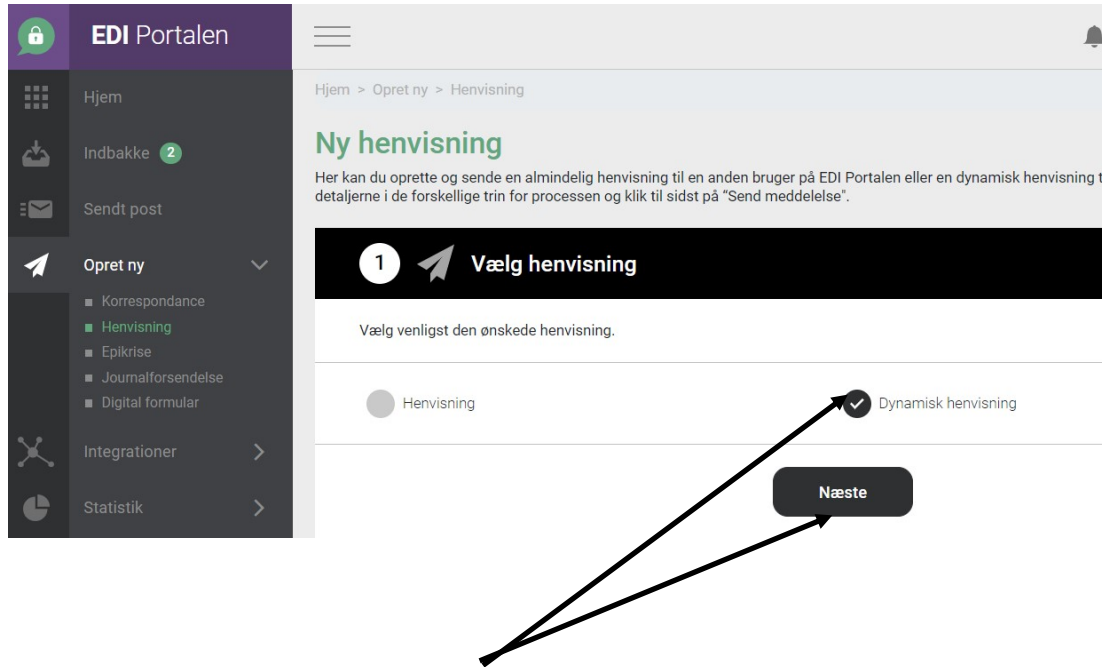 EDI Portalen
Hjem
Indbakke 2
Sendt post
Opret ny
Korrespondance
Henvisning
Epikrise
Journalforsendelse
Digital formular
Integrationer
Statistik
Hjem > Opret ny > Henvisning
Ny henvisning
Her kan du oprette og sende en almindelig henvisning til en anden bruger på EDI Portalen eller en dynamisk henvisning t
detaljerne i de forskellige trin for processen og klik til sidst på “Send meddelelse".
1 Vælg henvisning
Vælg venligst den ønskede henvisning.
Henvisning
Dynamisk henvisning
Næste